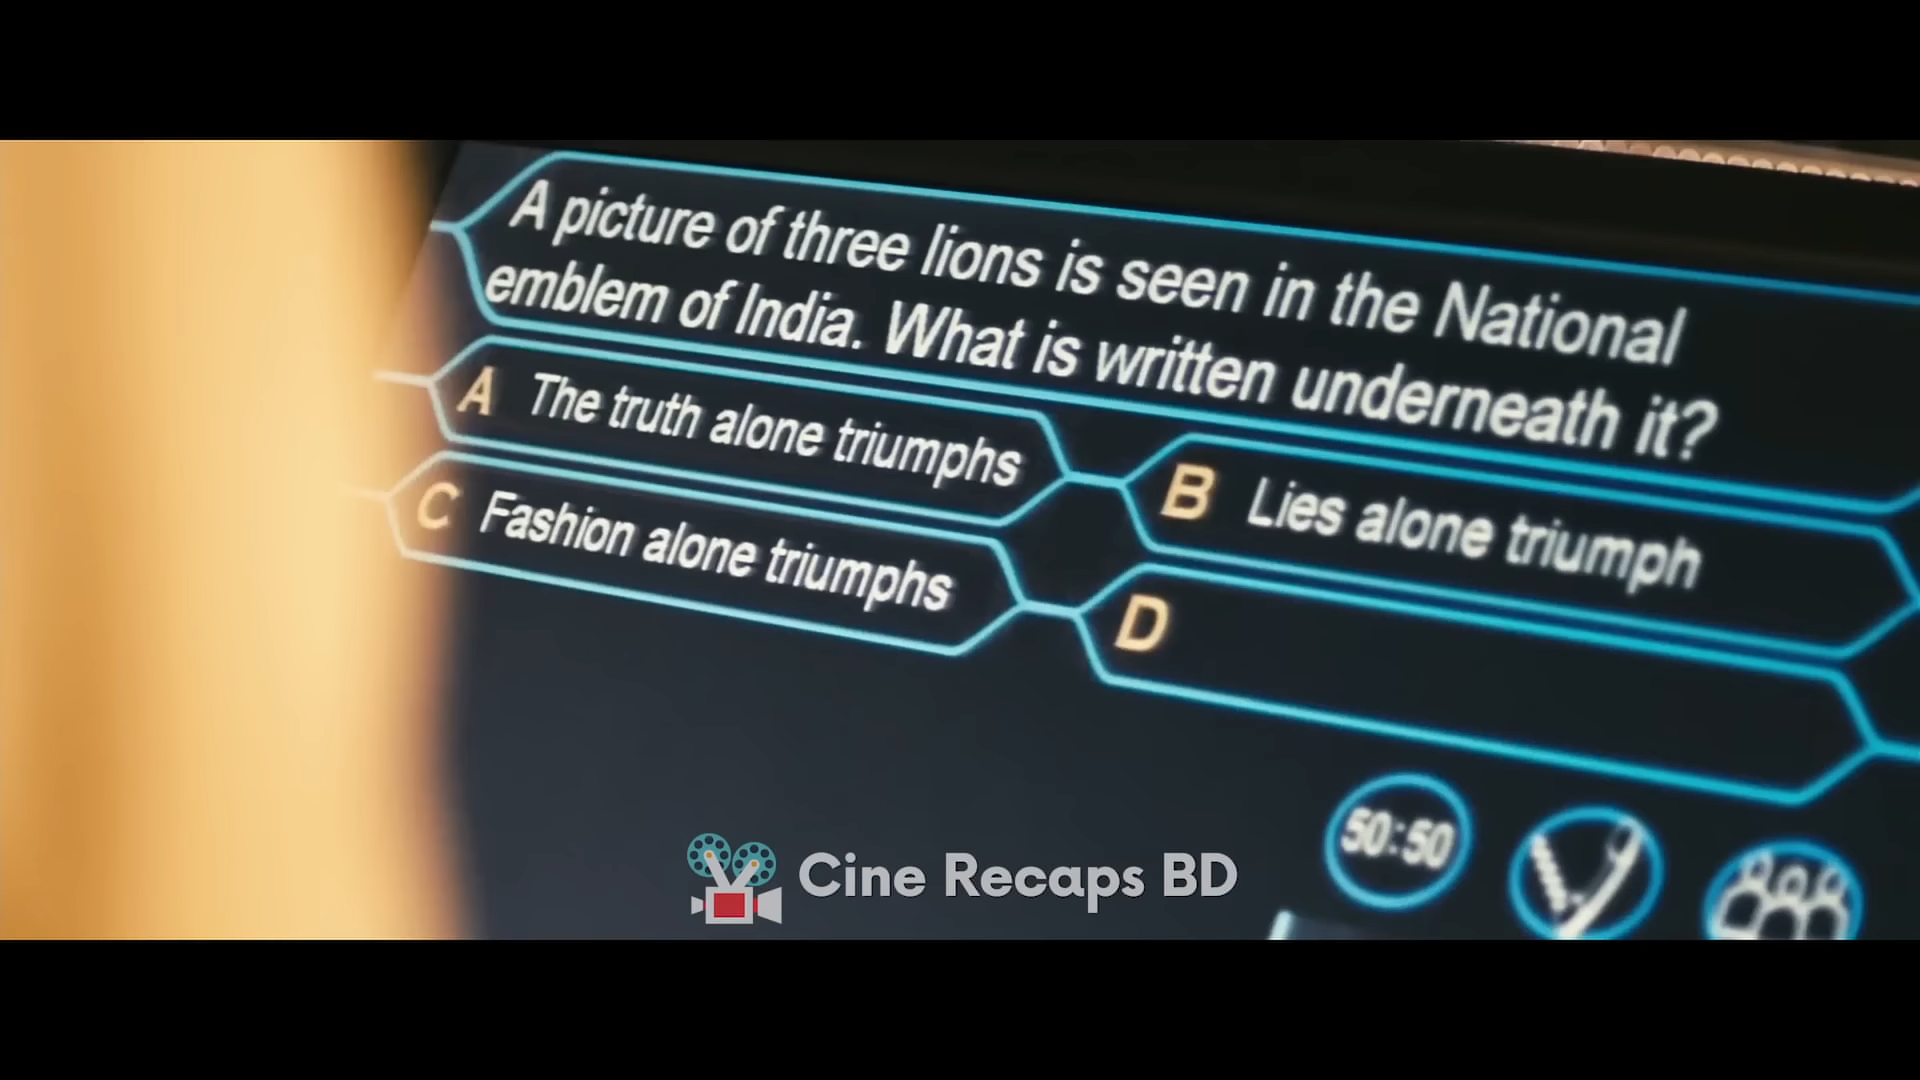 A picture of three lions is seen in the National
emblem of India. What is written underneath it?
A The truth alone triumphs
B Lies alone triumph
C Fashion alone triumphs
D
50:50
Cine Recaps BD